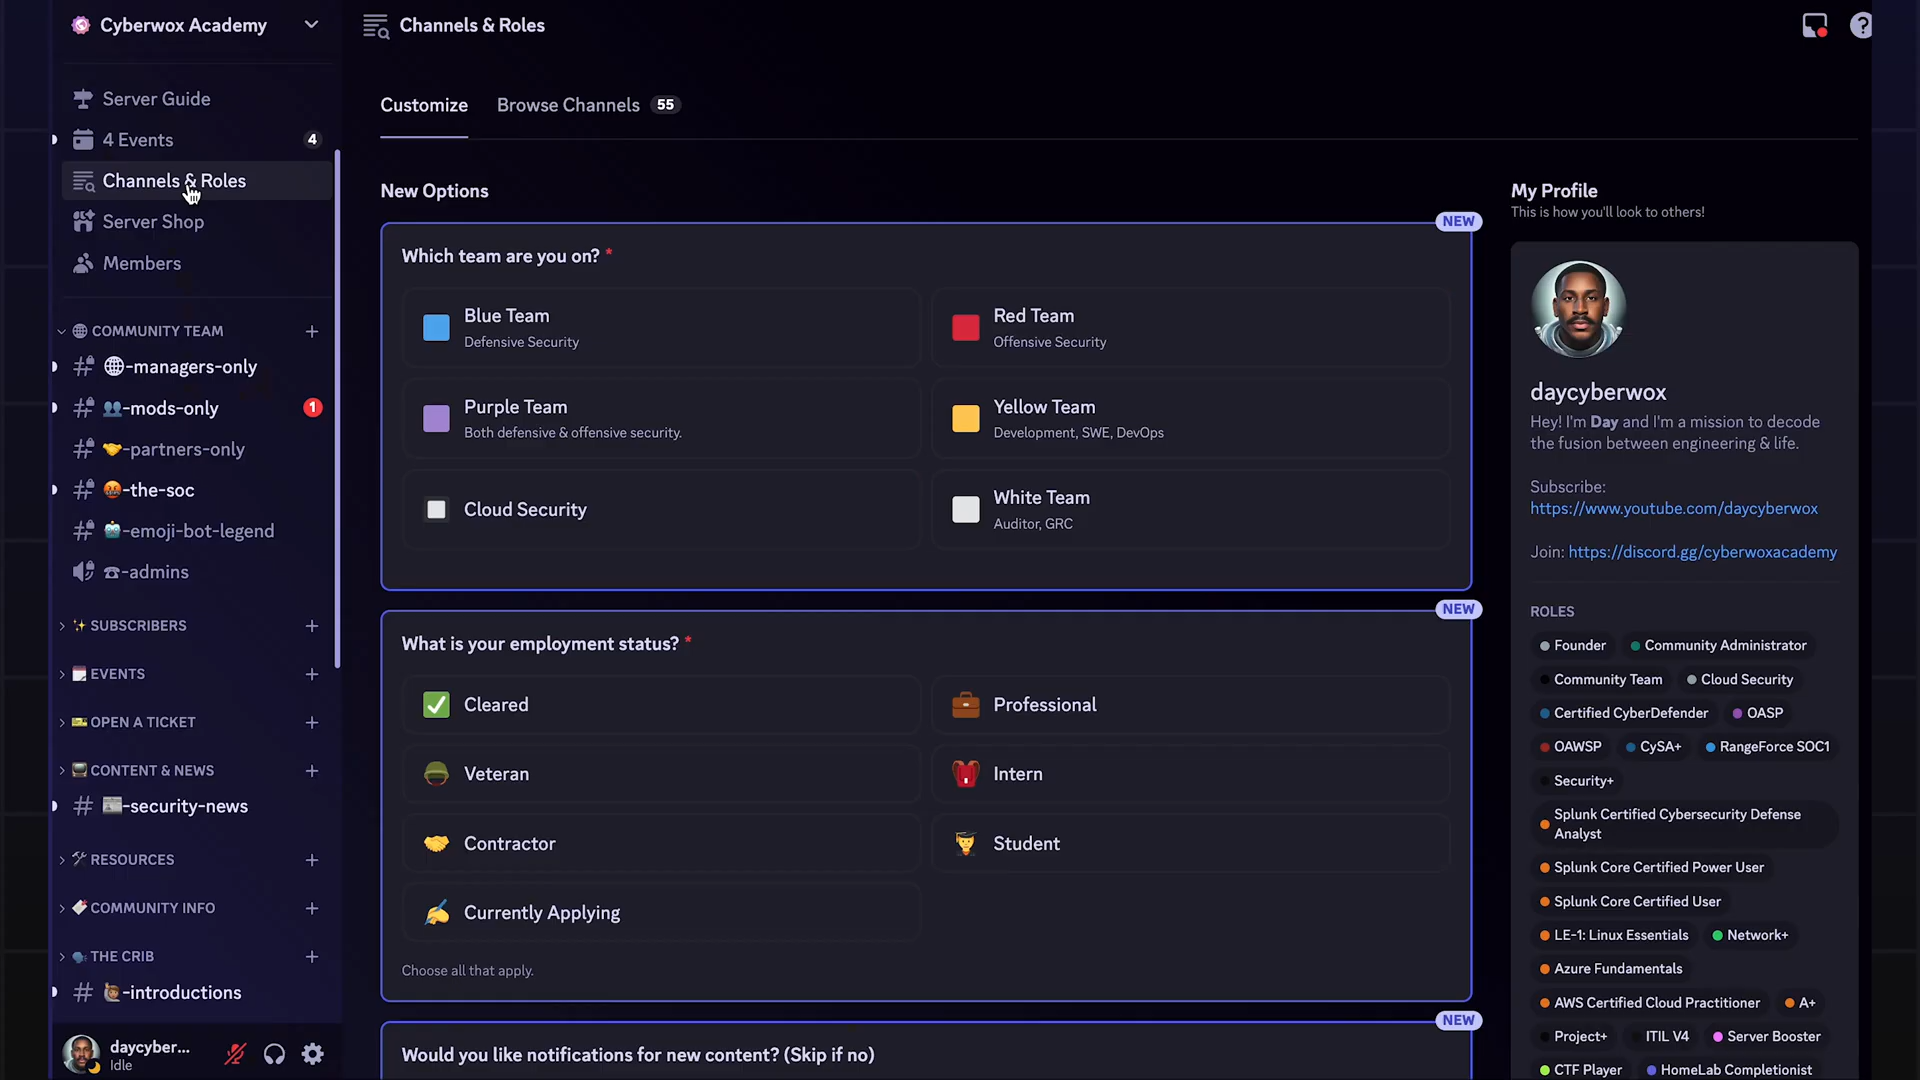 Cyberwox Academy
Channels & Roles
?
Server Guide
4 Events
4
Channels & Roles
Server Shop
Members
COMMUNITY TEAM
-managers-only
-mods-only
1
-partners-only
-the-soc
-emoji-bot-legend
-admins
SUBSCRIBERS
EVENTS
OPEN A TICKET
CONTENT & NEWS
-security-news
RESOURCES
COMMUNITY INFO
THE CRIB
-introductions
daycyber...
Idle
Customize
Browse Channels 55
New Options
NEW
Which team are you on? *
Blue Team
Defensive Security
Red Team
Offensive Security
Purple Team
Both defensive & offensive security.
Yellow Team
Development, SWE, DevOps
Cloud Security
White Team
Auditor, GRC
NEW
What is your employment status? *
Cleared
Professional
Veteran
Intern
Contractor
Student
Currently Applying
Choose all that apply.
NEW
Would you like notifications for new content? (Skip if no)
My Profile
This is how you'll look to others!
daycyberwox
Hey! I'm Day and I'm a mission to decode
the fusion between engineering & life.
Subscribe:
https://www.youtube.com/daycyberwox
Join: https://discord.gg/cyberwoxacademy
ROLES
Founder
Community Administrator
Community Team
Cloud Security
Certified CyberDefender
OASP
OAWSP
CySA+
RangeForce SOC1
Security+
Splunk Certified Cybersecurity Defense
Analyst
Splunk Core Certified Power User
Splunk Core Certified User
LE-1: Linux Essentials
Network+
Azure Fundamentals
AWS Certified Cloud Practitioner
A+
Project+
ITIL V4
Server Booster
CTF Player
HomeLab Completionist